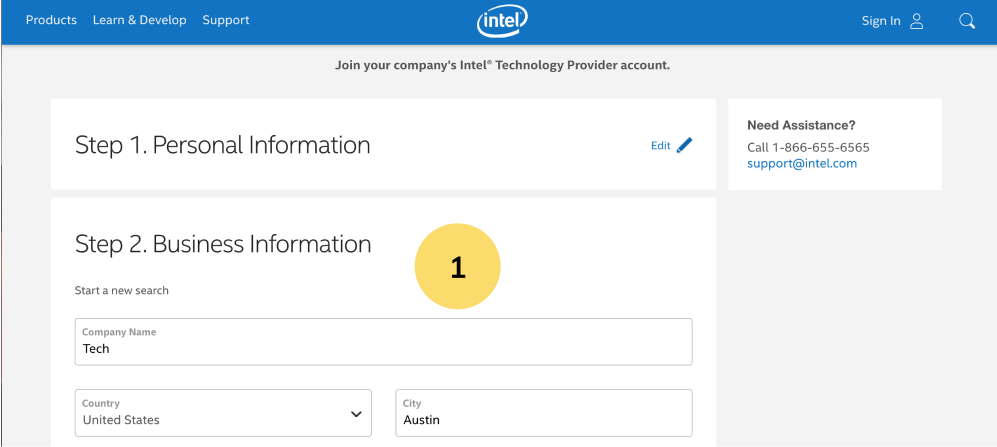 Products Learn & Develop Support intel Sign In
Join your company's Intel® Technology Provider account.
Step 1. Personal Information
Edit
Need Assistance?
Call 1-866-655-6565
support@intel.com
Step 2. Business Information
1
Start a new search
Company Name
Tech
Country
United States
City
Austin